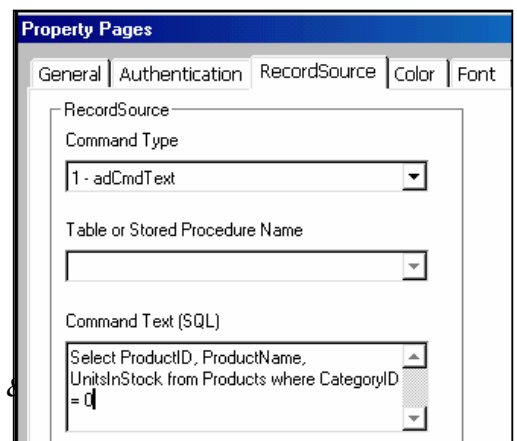 Property Pages
General Authentication RecordSource Color Font
RecordSource
Command Type
1 - adCmdText
Table or Stored Procedure Name
Command Text (SQL)
Select ProductID, ProductName,
UnitsInStock from Products where CategoryID
= 0